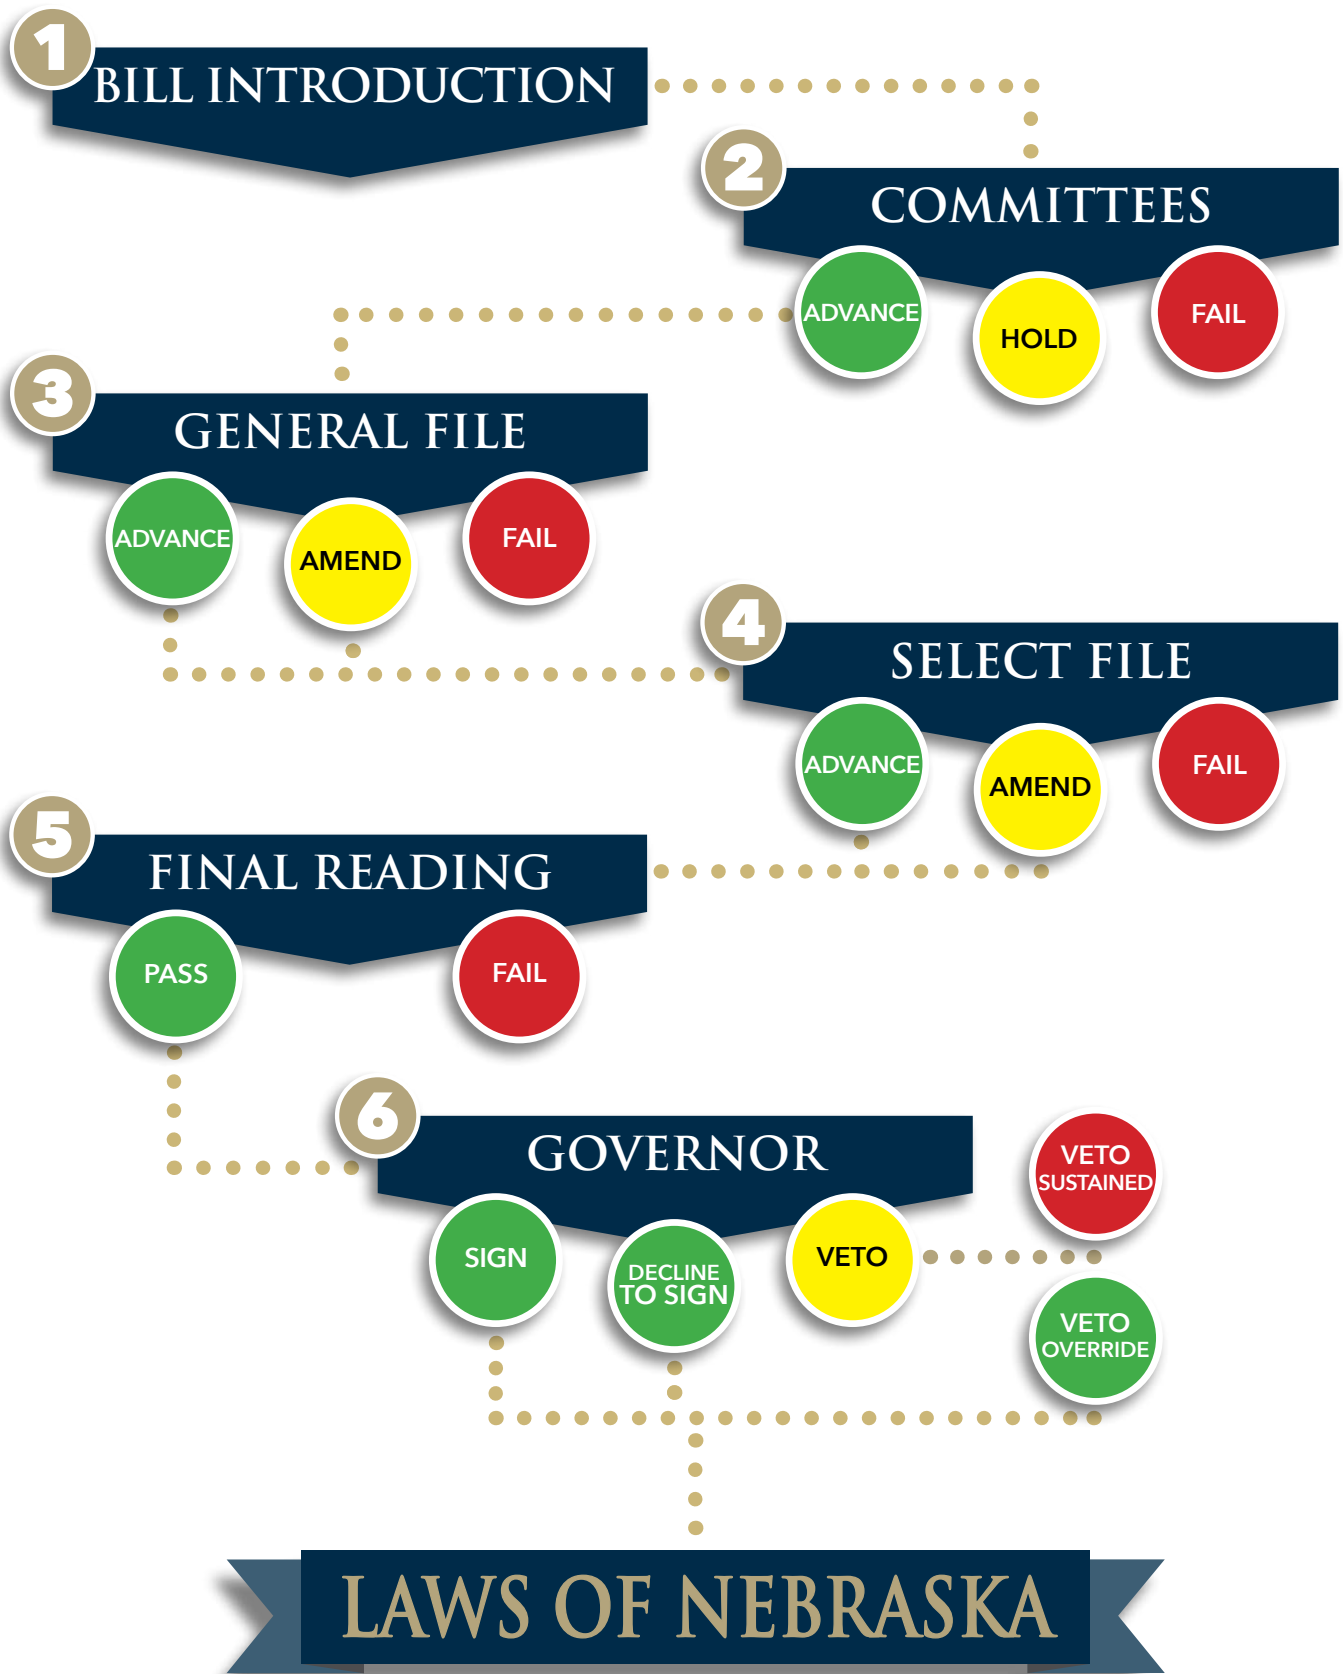 1
BILL INTRODUCTION
2
COMMITTEES
ADVANCE
HOLD
FAIL
3
GENERAL FILE
ADVANCE
AMEND
FAIL
4
SELECT FILE
ADVANCE
AMEND
FAIL
5
FINAL READING
PASS
FAIL
6
GOVERNOR
SIGN
DECLINE
TO SIGN
VETO
VETO
SUSTAINED
VETO
OVERRIDE
LAWS OF NEBRASKA